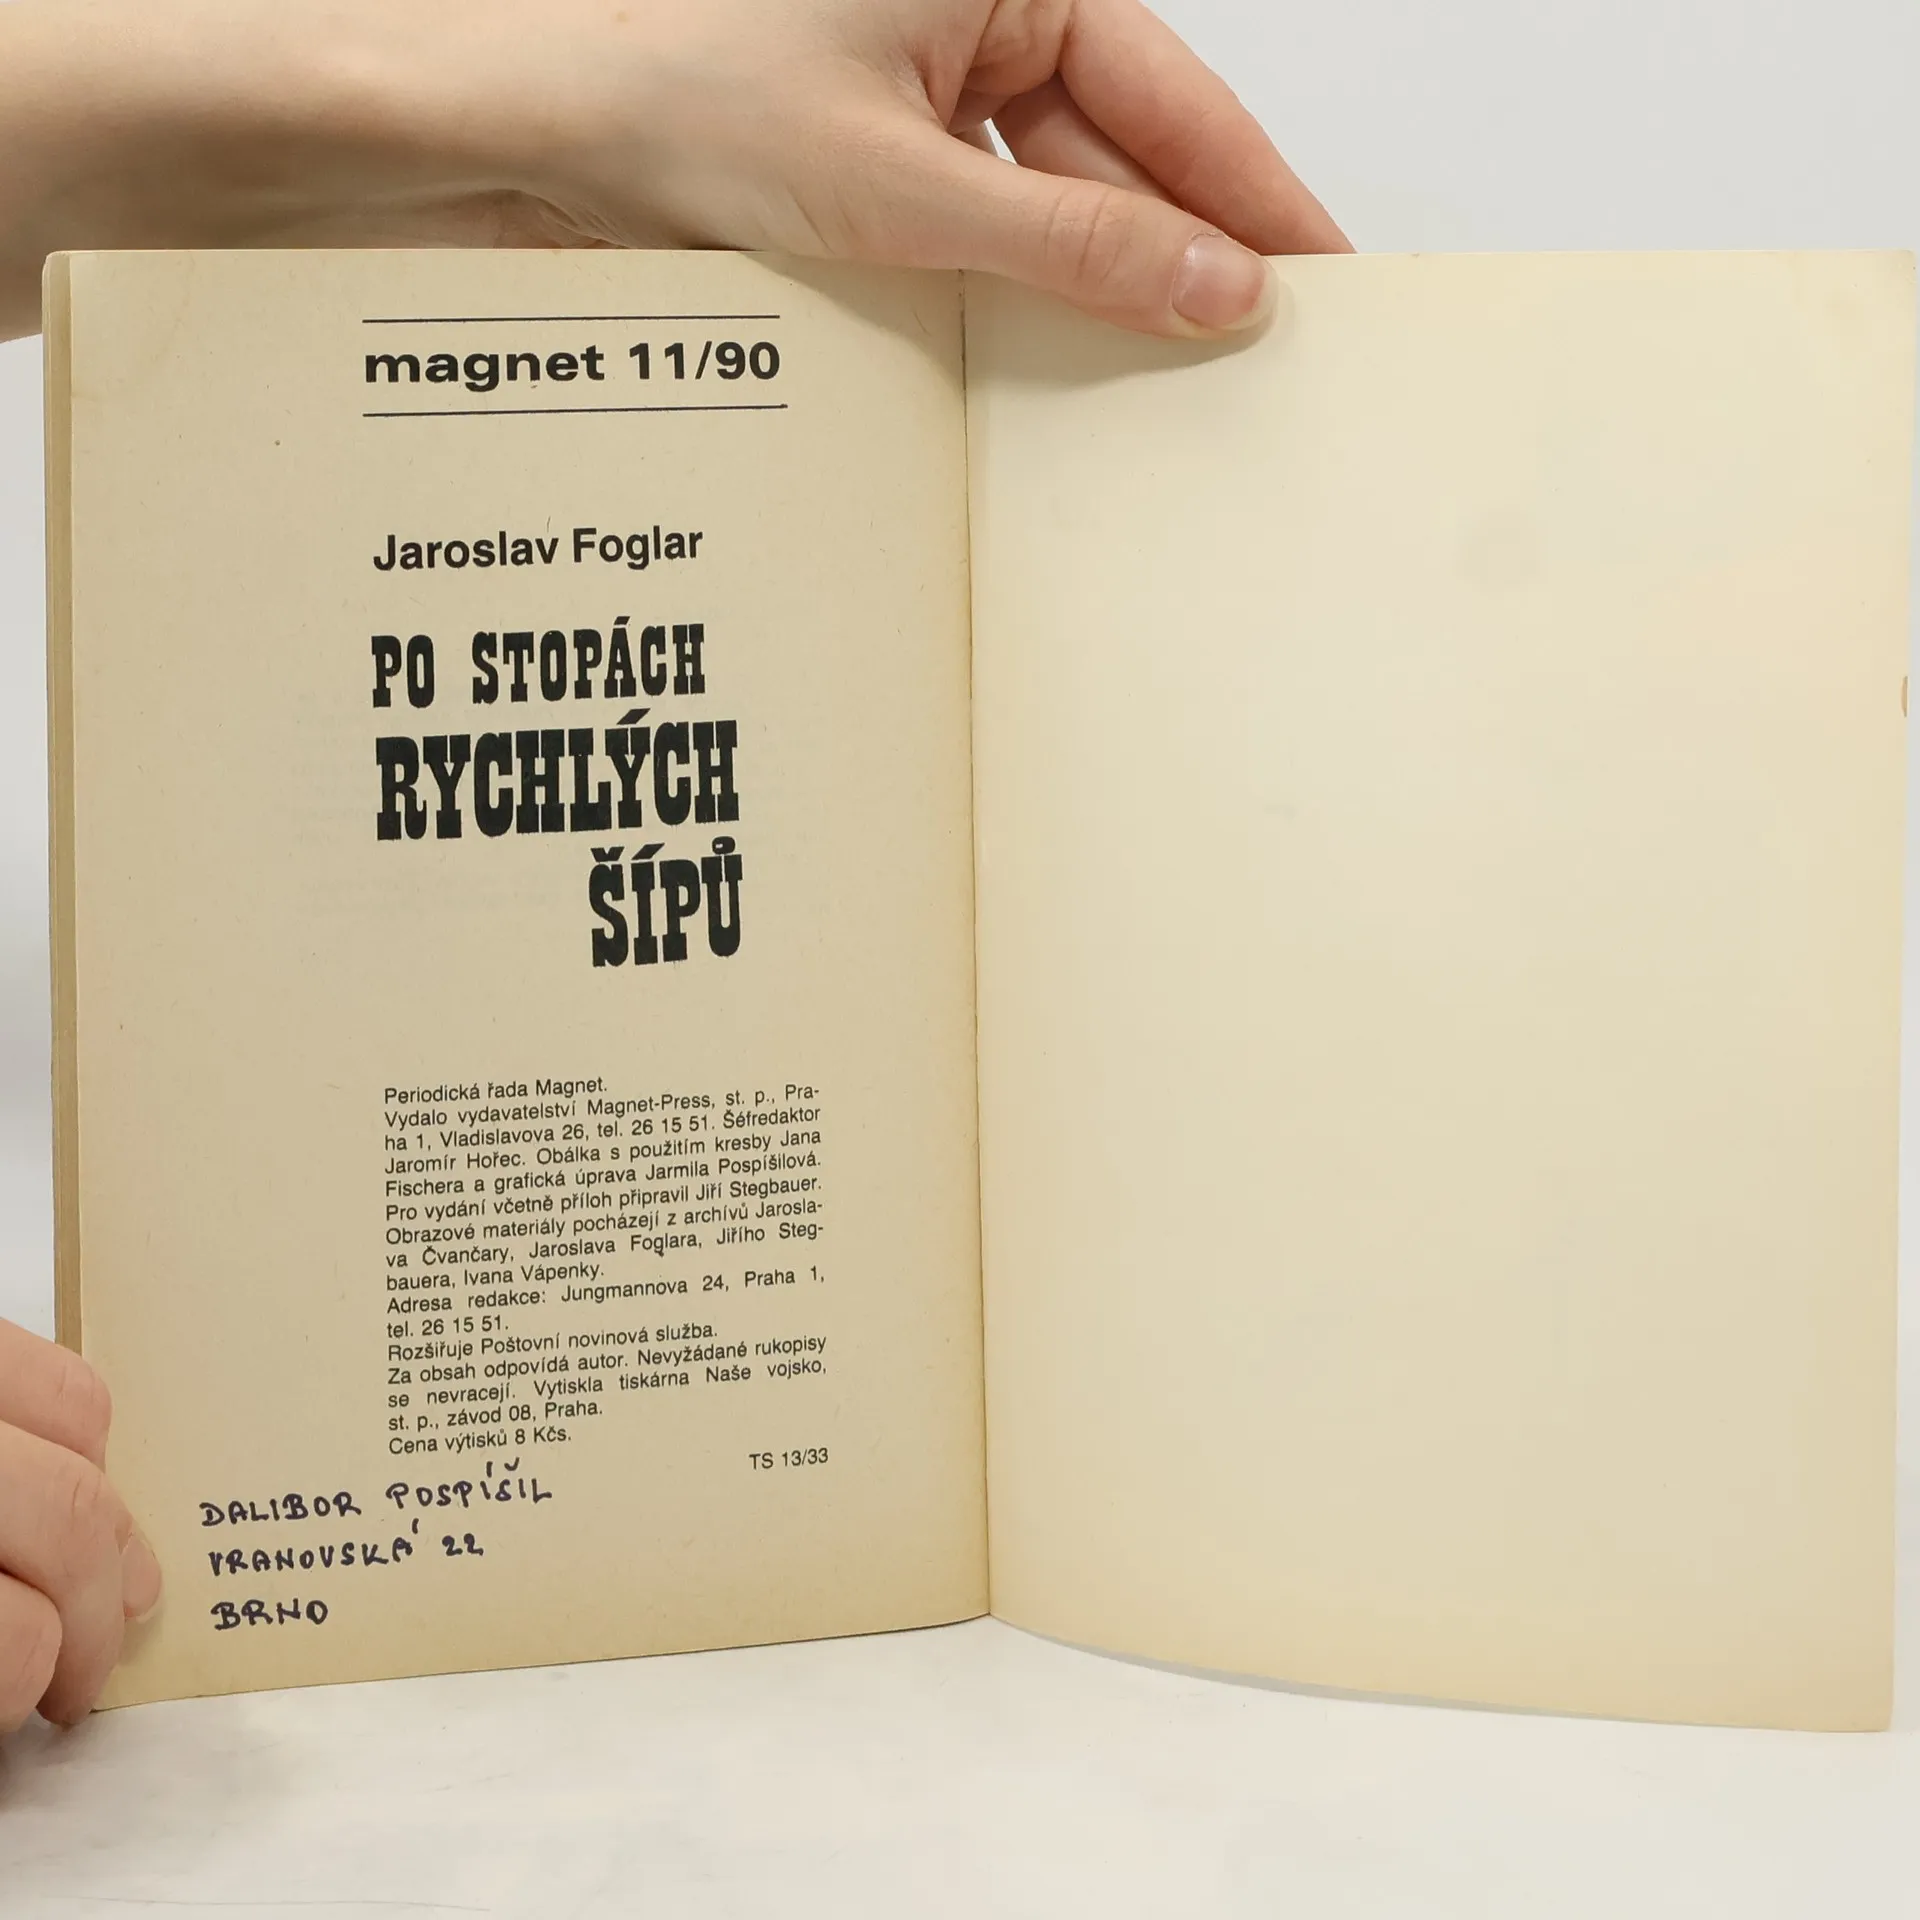 magnet 11/90
Jaroslav Foglar
PO STOPÁCH
RYCHLÝCH
ŠÍPŮ
Periodická řada Magnet.
Vydalo vydavatelství Magnet-Press, st. p., Pra-
ha 1, Vladislavova 26, tel. 26 15 51. Šéfredaktor
Jaromír Hořec. Obálka s použitím kresby Jana
Fischera a grafická úprava Jarmila Pospíšilová.
Pro vydání včetně příloh připravil Jiří Stegbauer.
Obrazové materiály pocházejí z archívů Jarosla-
va Čvančary, Jaroslava Foglara, Jiřího Steg-
bauera, Ivana Vápenky.
Adresa redakce: Jungmannova 24, Praha 1,
tel. 26 15 51.
Rozšiřuje Poštovní novinová služba.
Za obsah odpovídá autor. Nevyžádané rukopisy
se nevracejí. Vytiskla tiskárna Naše vojsko,
st. p., závod 08, Praha.
Cena výtisků 8 Kčs.
TS 13/33
DALIBOR POSPÍŠIL
VRANOVSKÁ 22
BRNO